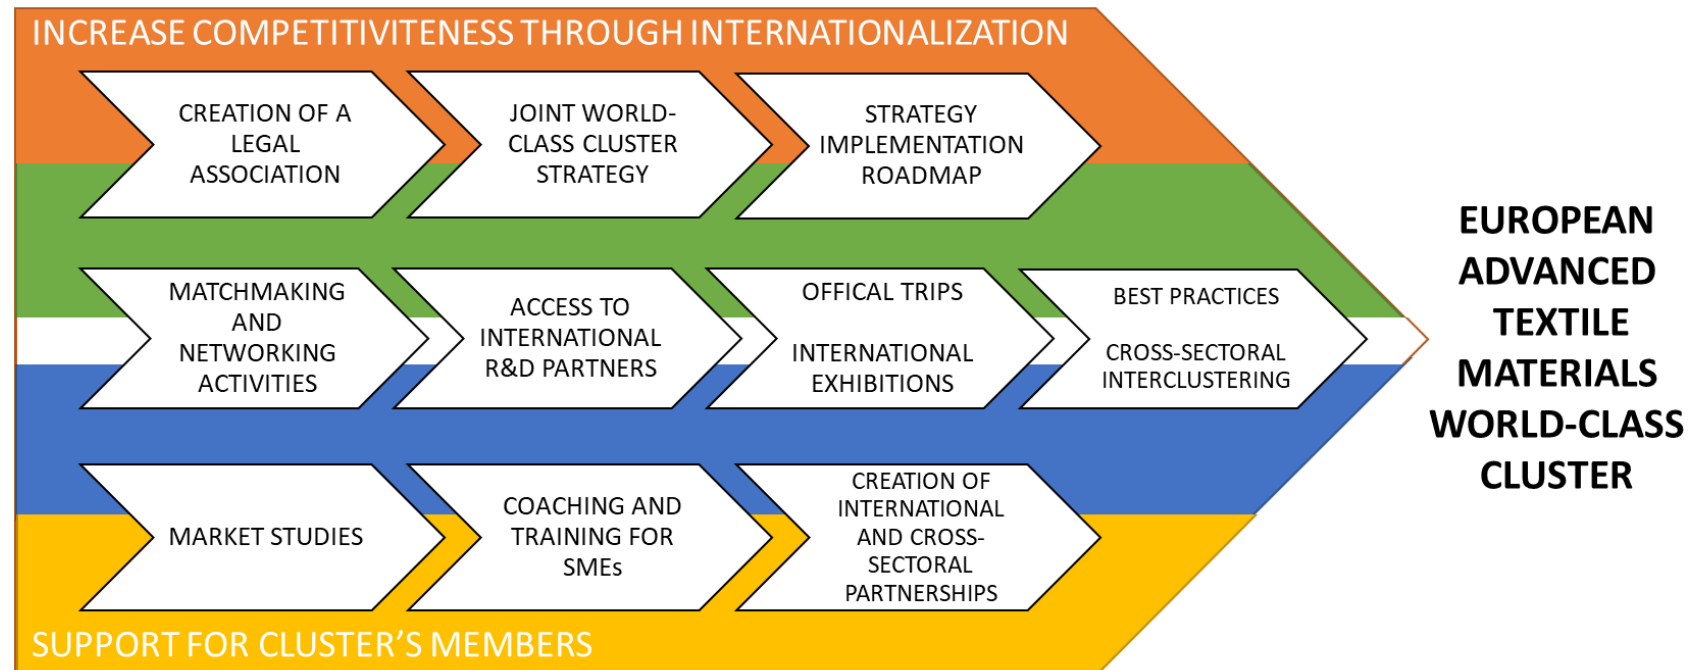 INCREASE COMPETITIVITENESS THROUGH INTERNATIONALIZATION
CREATION OF A
LEGAL
ASSOCIATION
JOINT WORLD-
CLASS CLUSTER
STRATEGY
STRATEGY
IMPLEMENTATION
ROADMAP
MATCHMAKING
AND
NETWORKING
ACTIVITIES
ACCESS TO
INTERNATIONAL
R&D PARTNERS
OFFICAL TRIPS
INTERNATIONAL
EXHIBITIONS
BEST PRACTICES
CROSS-SECTORAL
INTERCLUSTERING
MARKET STUDIES
COACHING AND
TRAINING FOR
SMEs
CREATION OF
INTERNATIONAL
AND CROSS-
SECTORAL
PARTNERSHIPS
SUPPORT FOR CLUSTER’S MEMBERS
EUROPEAN
ADVANCED
TEXTILE
MATERIALS
WORLD-CLASS
CLUSTER